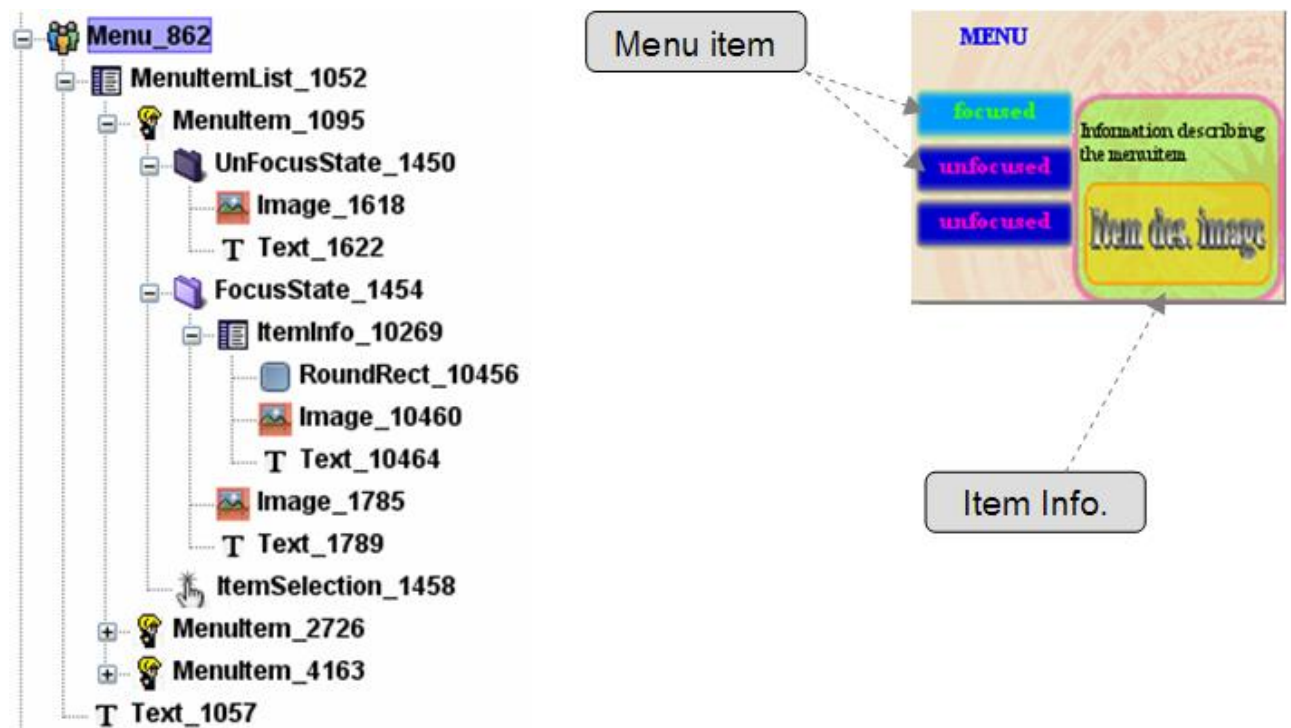 Menu_862
MenuItemList_1052
MenuItem_1095
UnFocusState_1450
Image_1618
T Text_1622
FocusState_1454
ItemInfo_10269
RoundRect_10456
Image_10460
T Text_10464
Image_1785
T Text_1789
ItemSelection_1458
MenuItem_2726
MenuItem_4163
T Text_1057
Menu item
MENU
focused
unfocused
unfocused
Information describing
the menuitem
Item des. image
Item Info.